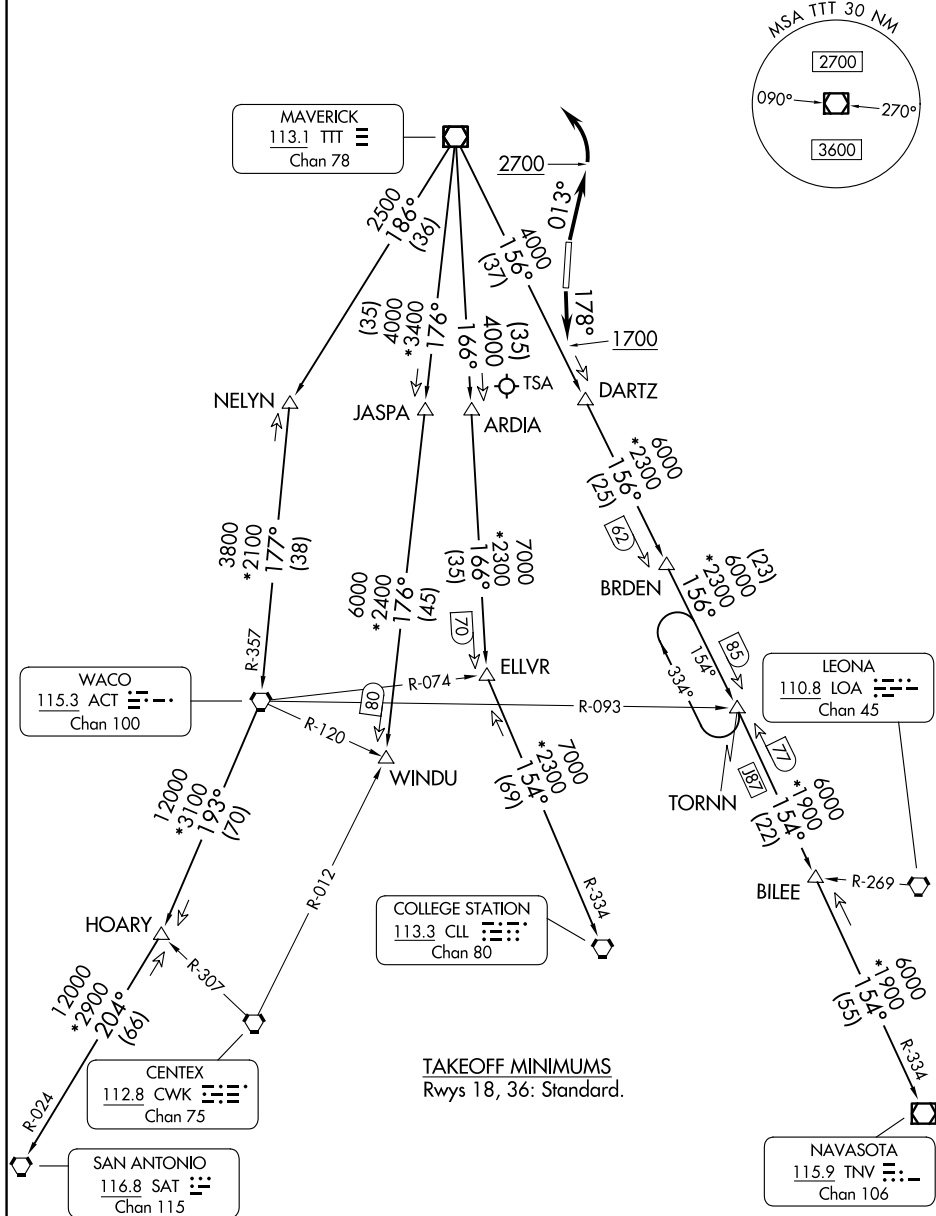 MSA TTT 30 NM
2700
090°
270°
3600
MAVERICK
113.1 TTT
Chan 78
2700
013°
178°
1700
2500
186°
(36)
(35)
4000
*3400
176°
(35)
4000
166°
4000
156°
(37)
TSA
NELYN
JASPA
ARDIA
DARTZ
3800
*2100
177°
(38)
6000
*2400
176°
(45)
7000
*2300
166°
(35)
6000
*2300
156°
(25)
62
BRDEN
(23)
6000
*2300
156°
R-357
70
ELLVR
154°
334°
85
WACO
115.3 ACT
Chan 100
R-074
R-093
R-120
80
WINDU
LEONA
110.8 LOA
Chan 45
TORNN
77
J87
6000
*1900
154°
(22)
12000
*3100
193°
(70)
7000
*2300
154°
(69)
R-012
BILEE
R-269
HOARY
R-307
COLLEGE STATION
113.3 CLL
Chan 80
R-334
12000
*2900
204°
(66)
6000
*1900
154°
(55)
R-334
CENTEX
112.8 CWK
Chan 75
TAKEOFF MINIMUMS
Rwys 18, 36: Standard.
R-024
SAN ANTONIO
116.8 SAT
Chan 115
NAVASOTA
115.9 TNV
Chan 106